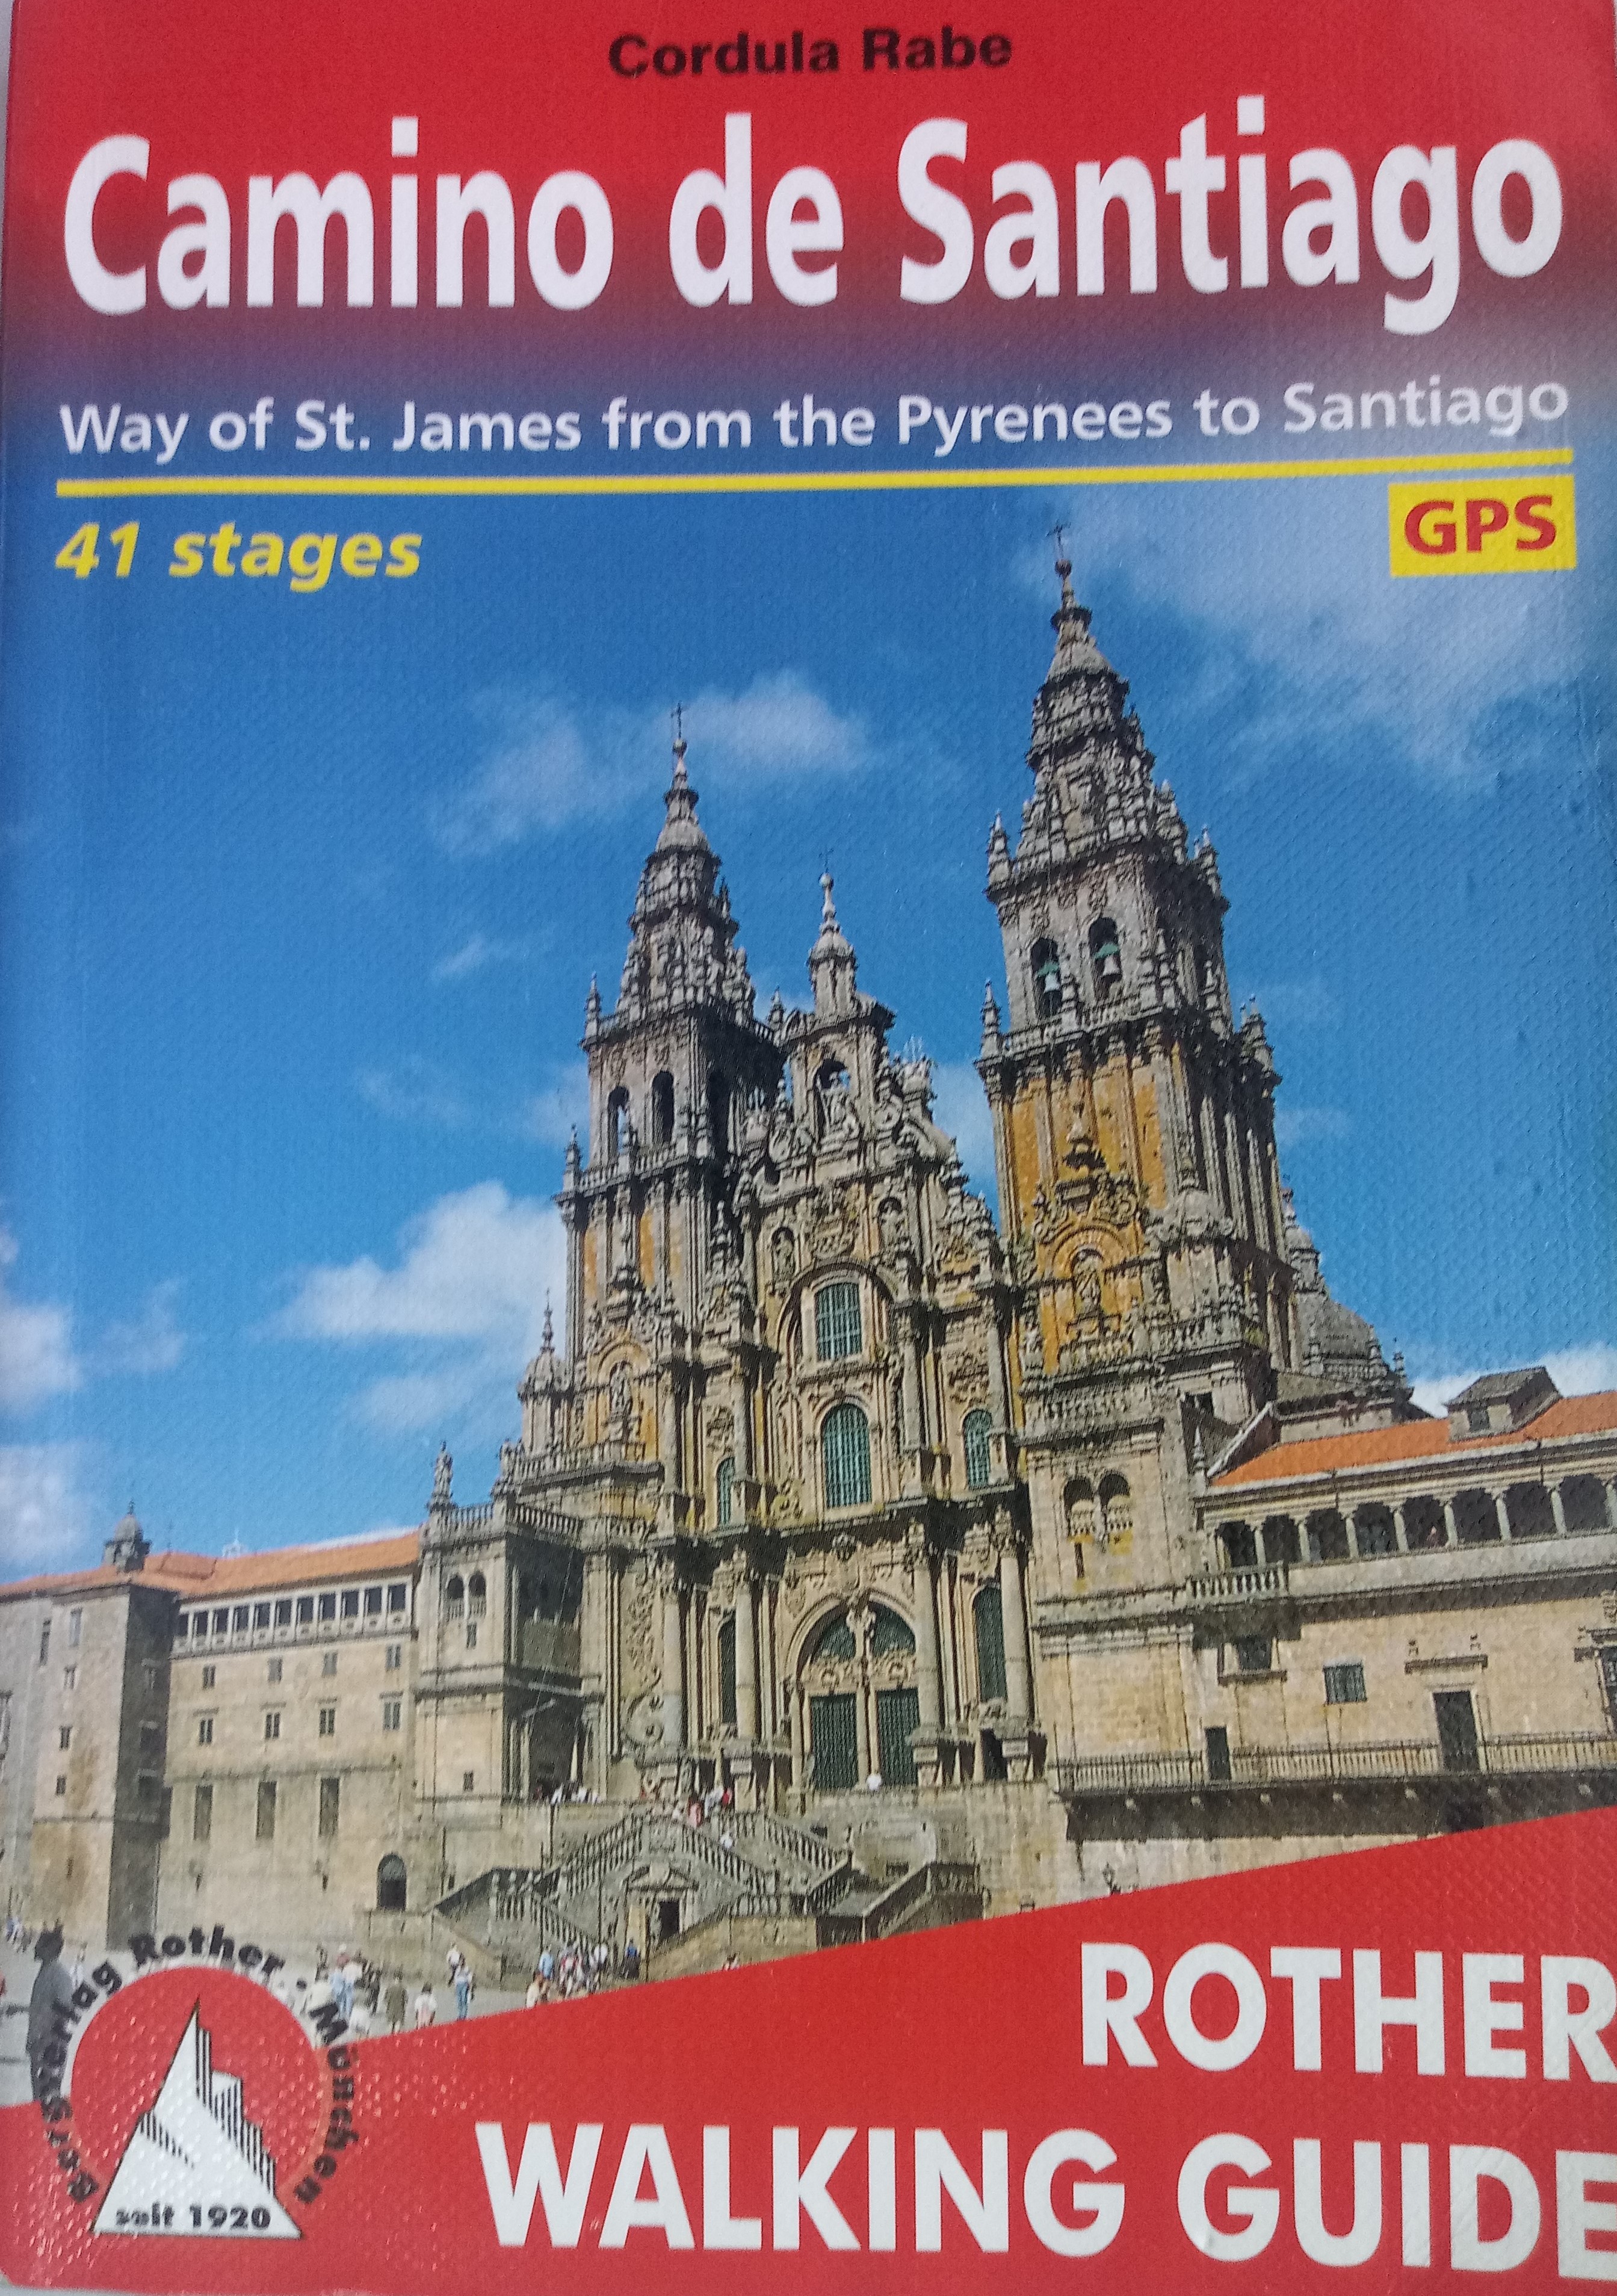 Cordula Rabe
Camino de Santiago
Way of St. James from the Pyrenees to Santiago
41 stages
GPS
ROTHER
WALKING GUIDE
Bergverlag Rother · München
seit 1920